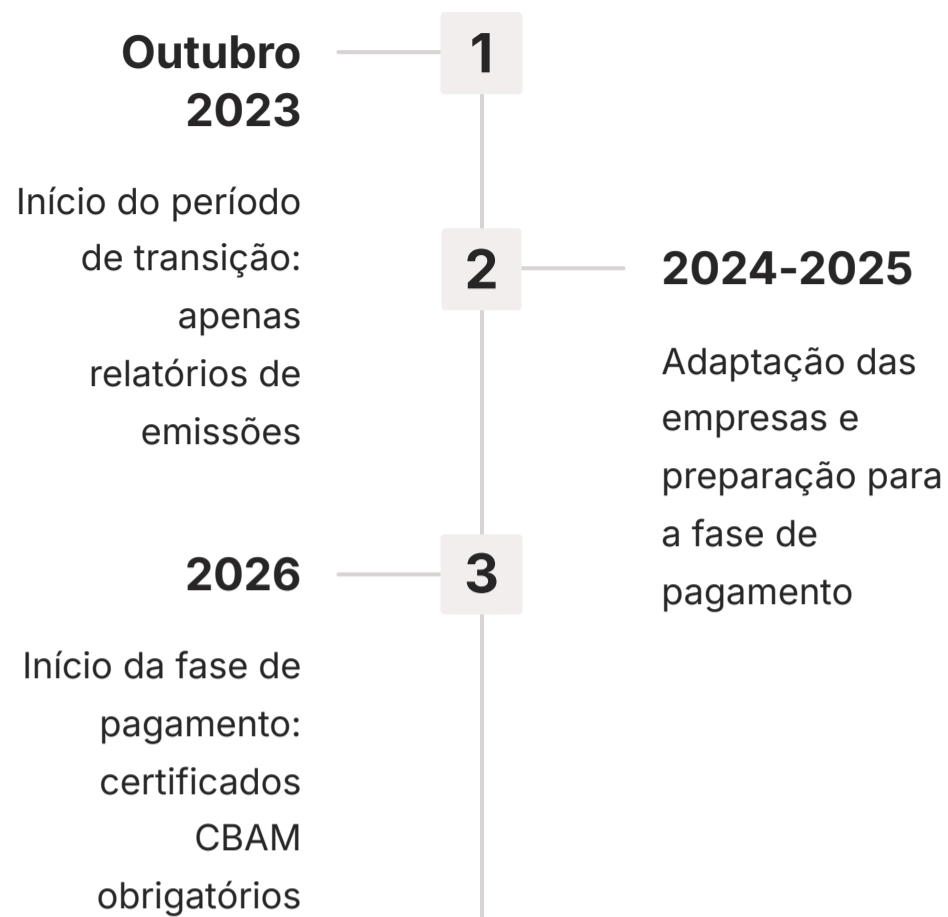 1
Outubro
2023
Início do período
de transição:
apenas
relatórios de
emissões
2
2024-2025
Adaptação das
empresas e
preparação para
a fase de
pagamento
3
2026
Início da fase de
pagamento:
certificados
CBAM
obrigatórios